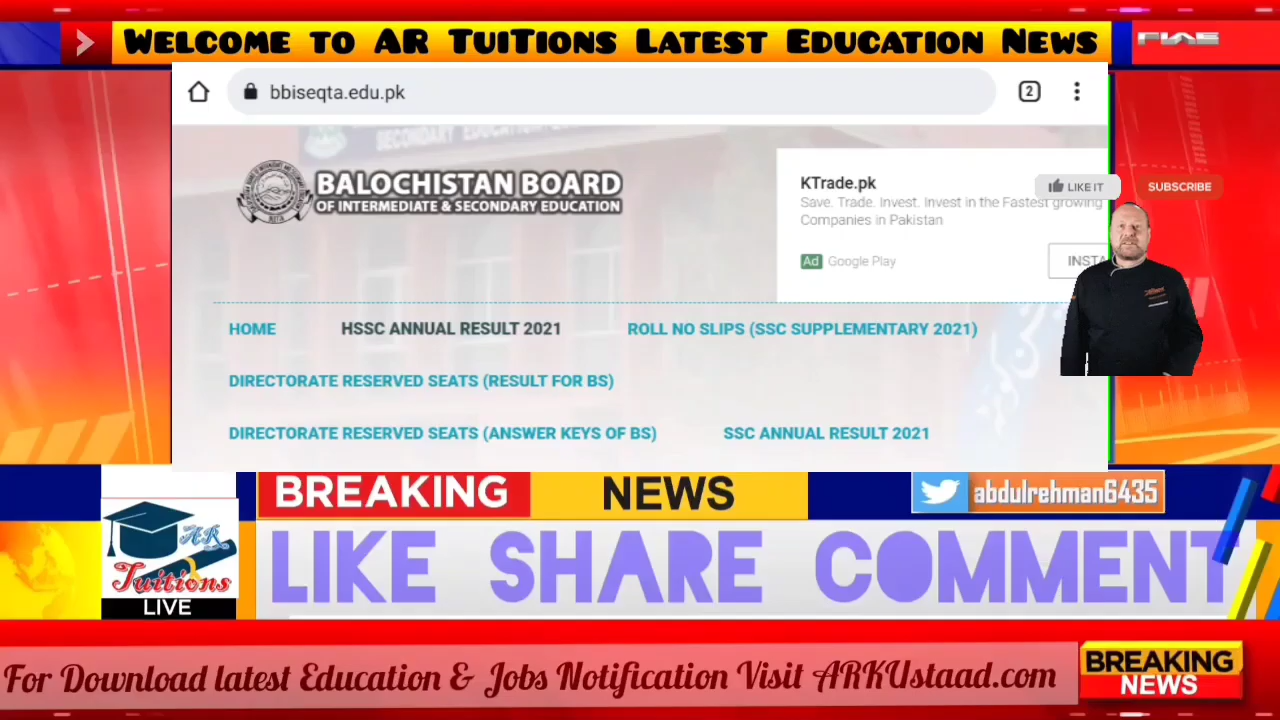 Welcome to AR TuiTions Latest Education News
bbiseqta.edu.pk
2
BALOCHISTAN BOARD
OF INTERMEDIATE & SECONDARY EDUCATION
KTrade.pk
Save. Trade. Invest. Invest in the Fastest growing
Companies in Pakistan
Ad Google Play
INSTA
LIKE IT
SUBSCRIBE
HOME
HSSC ANNUAL RESULT 2021
ROLL NO SLIPS (SSC SUPPLEMENTARY 2021)
DIRECTORATE RESERVED SEATS (RESULT FOR BS)
DIRECTORATE RESERVED SEATS (ANSWER KEYS OF BS)
SSC ANNUAL RESULT 2021
BREAKING NEWS
abdulrehman6435
AR
Tuitions
LIVE
LIKE SHARE COMMENT
For Download latest Education & Jobs Notification Visit ARKUstaad.com
BREAKING
NEWS